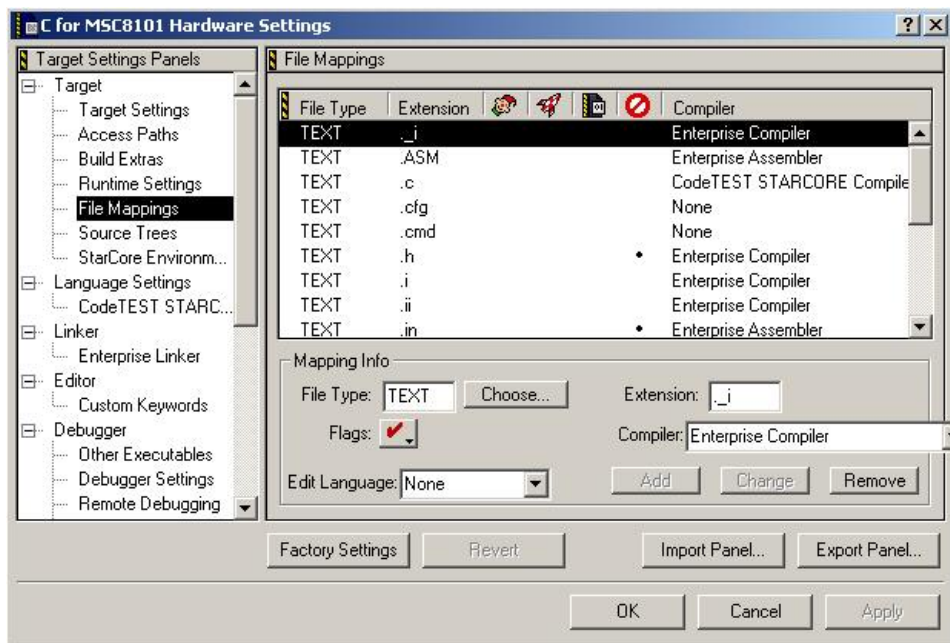 C for MSC8101 Hardware Settings
Target Settings Panels
Target
Target Settings
Access Paths
Build Extras
Runtime Settings
File Mappings
Source Trees
StarCore Environm...
Language Settings
CodeTEST STARC...
Linker
Enterprise Linker
Editor
Custom Keywords
Debugger
Other Executables
Debugger Settings
Remote Debugging
File Mappings
File Type Extension Compiler
TEXT ._i Enterprise Compiler
TEXT .ASM Enterprise Assembler
TEXT .c CodeTEST STARCORE Compile
TEXT .cfg None
TEXT .cmd None
TEXT .h • Enterprise Compiler
TEXT .i Enterprise Compiler
TEXT .ii Enterprise Compiler
TEXT .in • Enterprise Assembler
Mapping Info
File Type: TEXT Choose... Extension: ._i
Flags: Compiler: Enterprise Compiler
Edit Language: None Add Change Remove
Factory Settings Revert Import Panel... Export Panel...
OK Cancel Apply